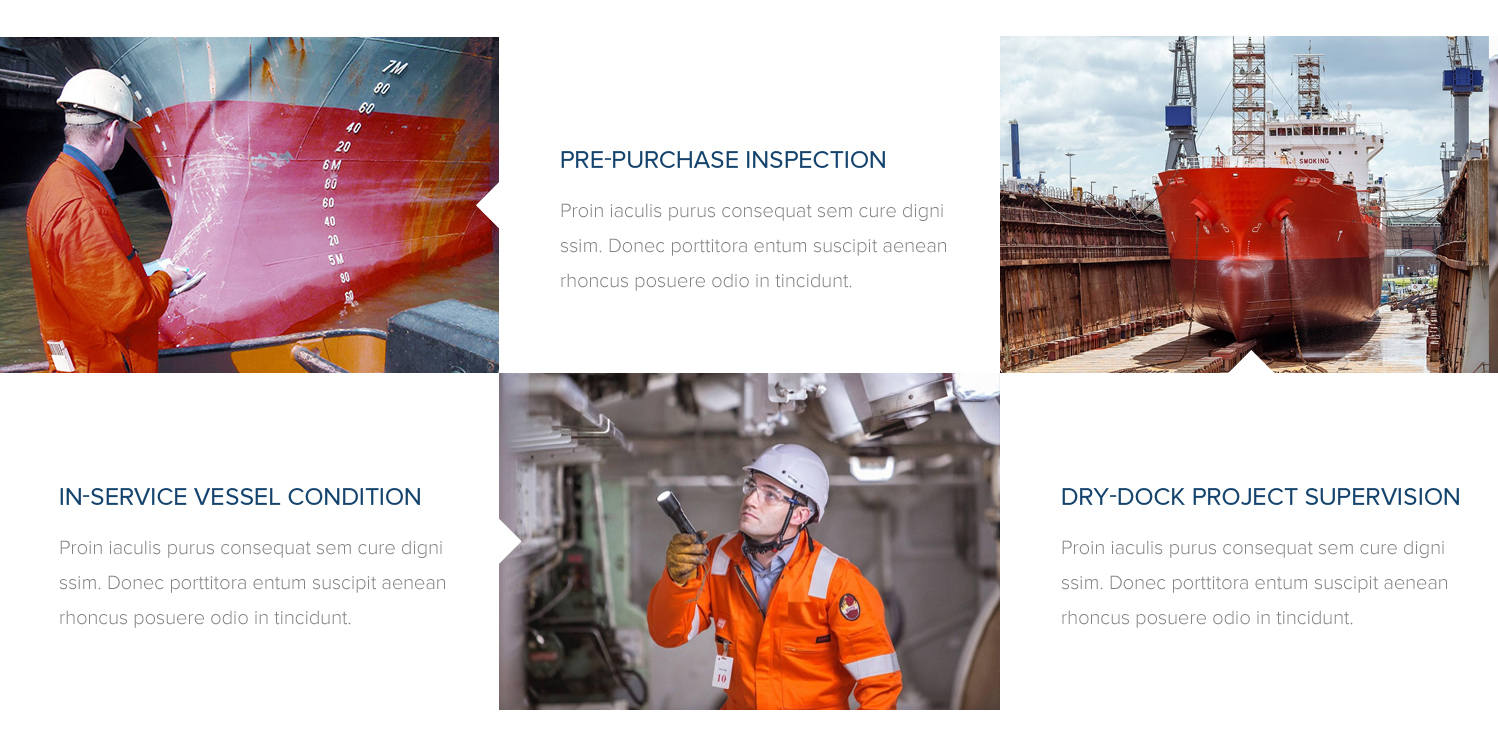 7M
80
60
40
20
6M
80
60
40
20
5M
80
60
PRE-PURCHASE INSPECTION
Proin iaculis purus consequat sem cure digni
ssim. Donec porttitora entum suscipit aenean
rhoncus posuere odio in tincidunt.
SMOKING
IN-SERVICE VESSEL CONDITION
Proin iaculis purus consequat sem cure digni
ssim. Donec porttitora entum suscipit aenean
rhoncus posuere odio in tincidunt.
10
DRY-DOCK PROJECT SUPERVISION
Proin iaculis purus consequat sem cure digni
ssim. Donec porttitora entum suscipit aenean
rhoncus posuere odio in tincidunt.